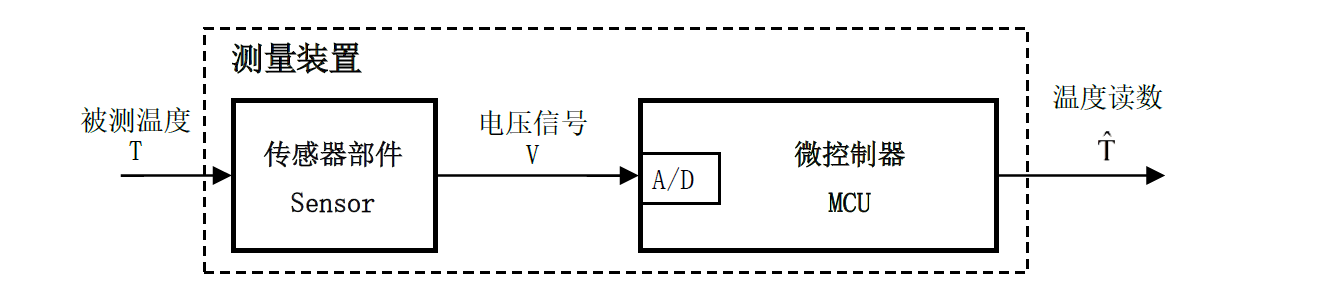 测量装置
被测温度
T
传感器部件
Sensor
电压信号
V
A/D
微控制器
MCU
温度读数
T̂